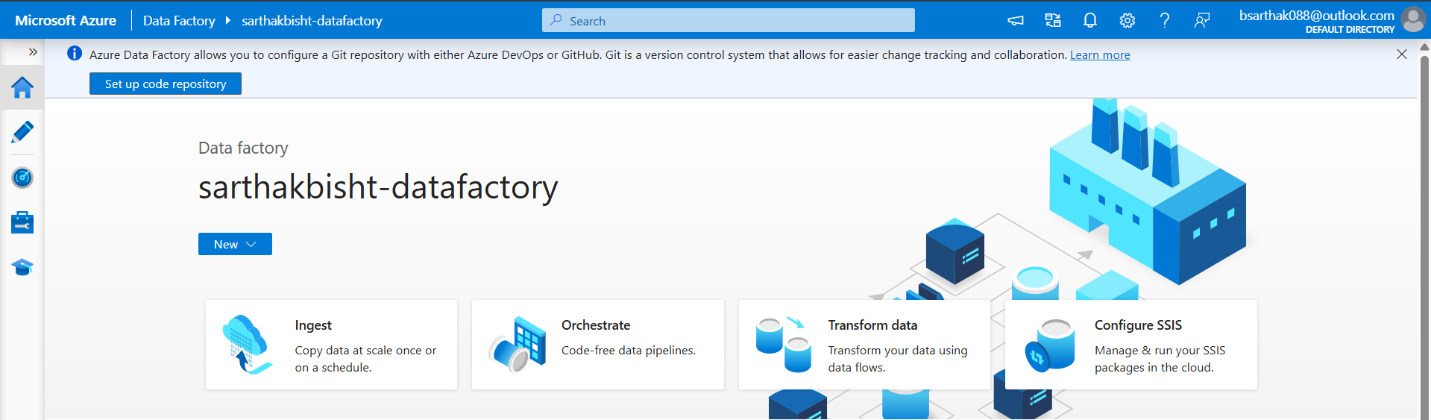 Microsoft Azure Data Factory sarthakbisht-datafactory Search bsarthak088@outlook.com
DEFAULT DIRECTORY
Azure Data Factory allows you to configure a Git repository with either Azure DevOps or GitHub. Git is a version control system that allows for easier change tracking and collaboration. Learn more
Set up code repository
Data factory
sarthakbisht-datafactory
New
Ingest
Copy data at scale once or
on a schedule.
Orchestrate
Code-free data pipelines.
Transform data
Transform your data using
data flows.
Configure SSIS
Manage & run your SSIS
packages in the cloud.